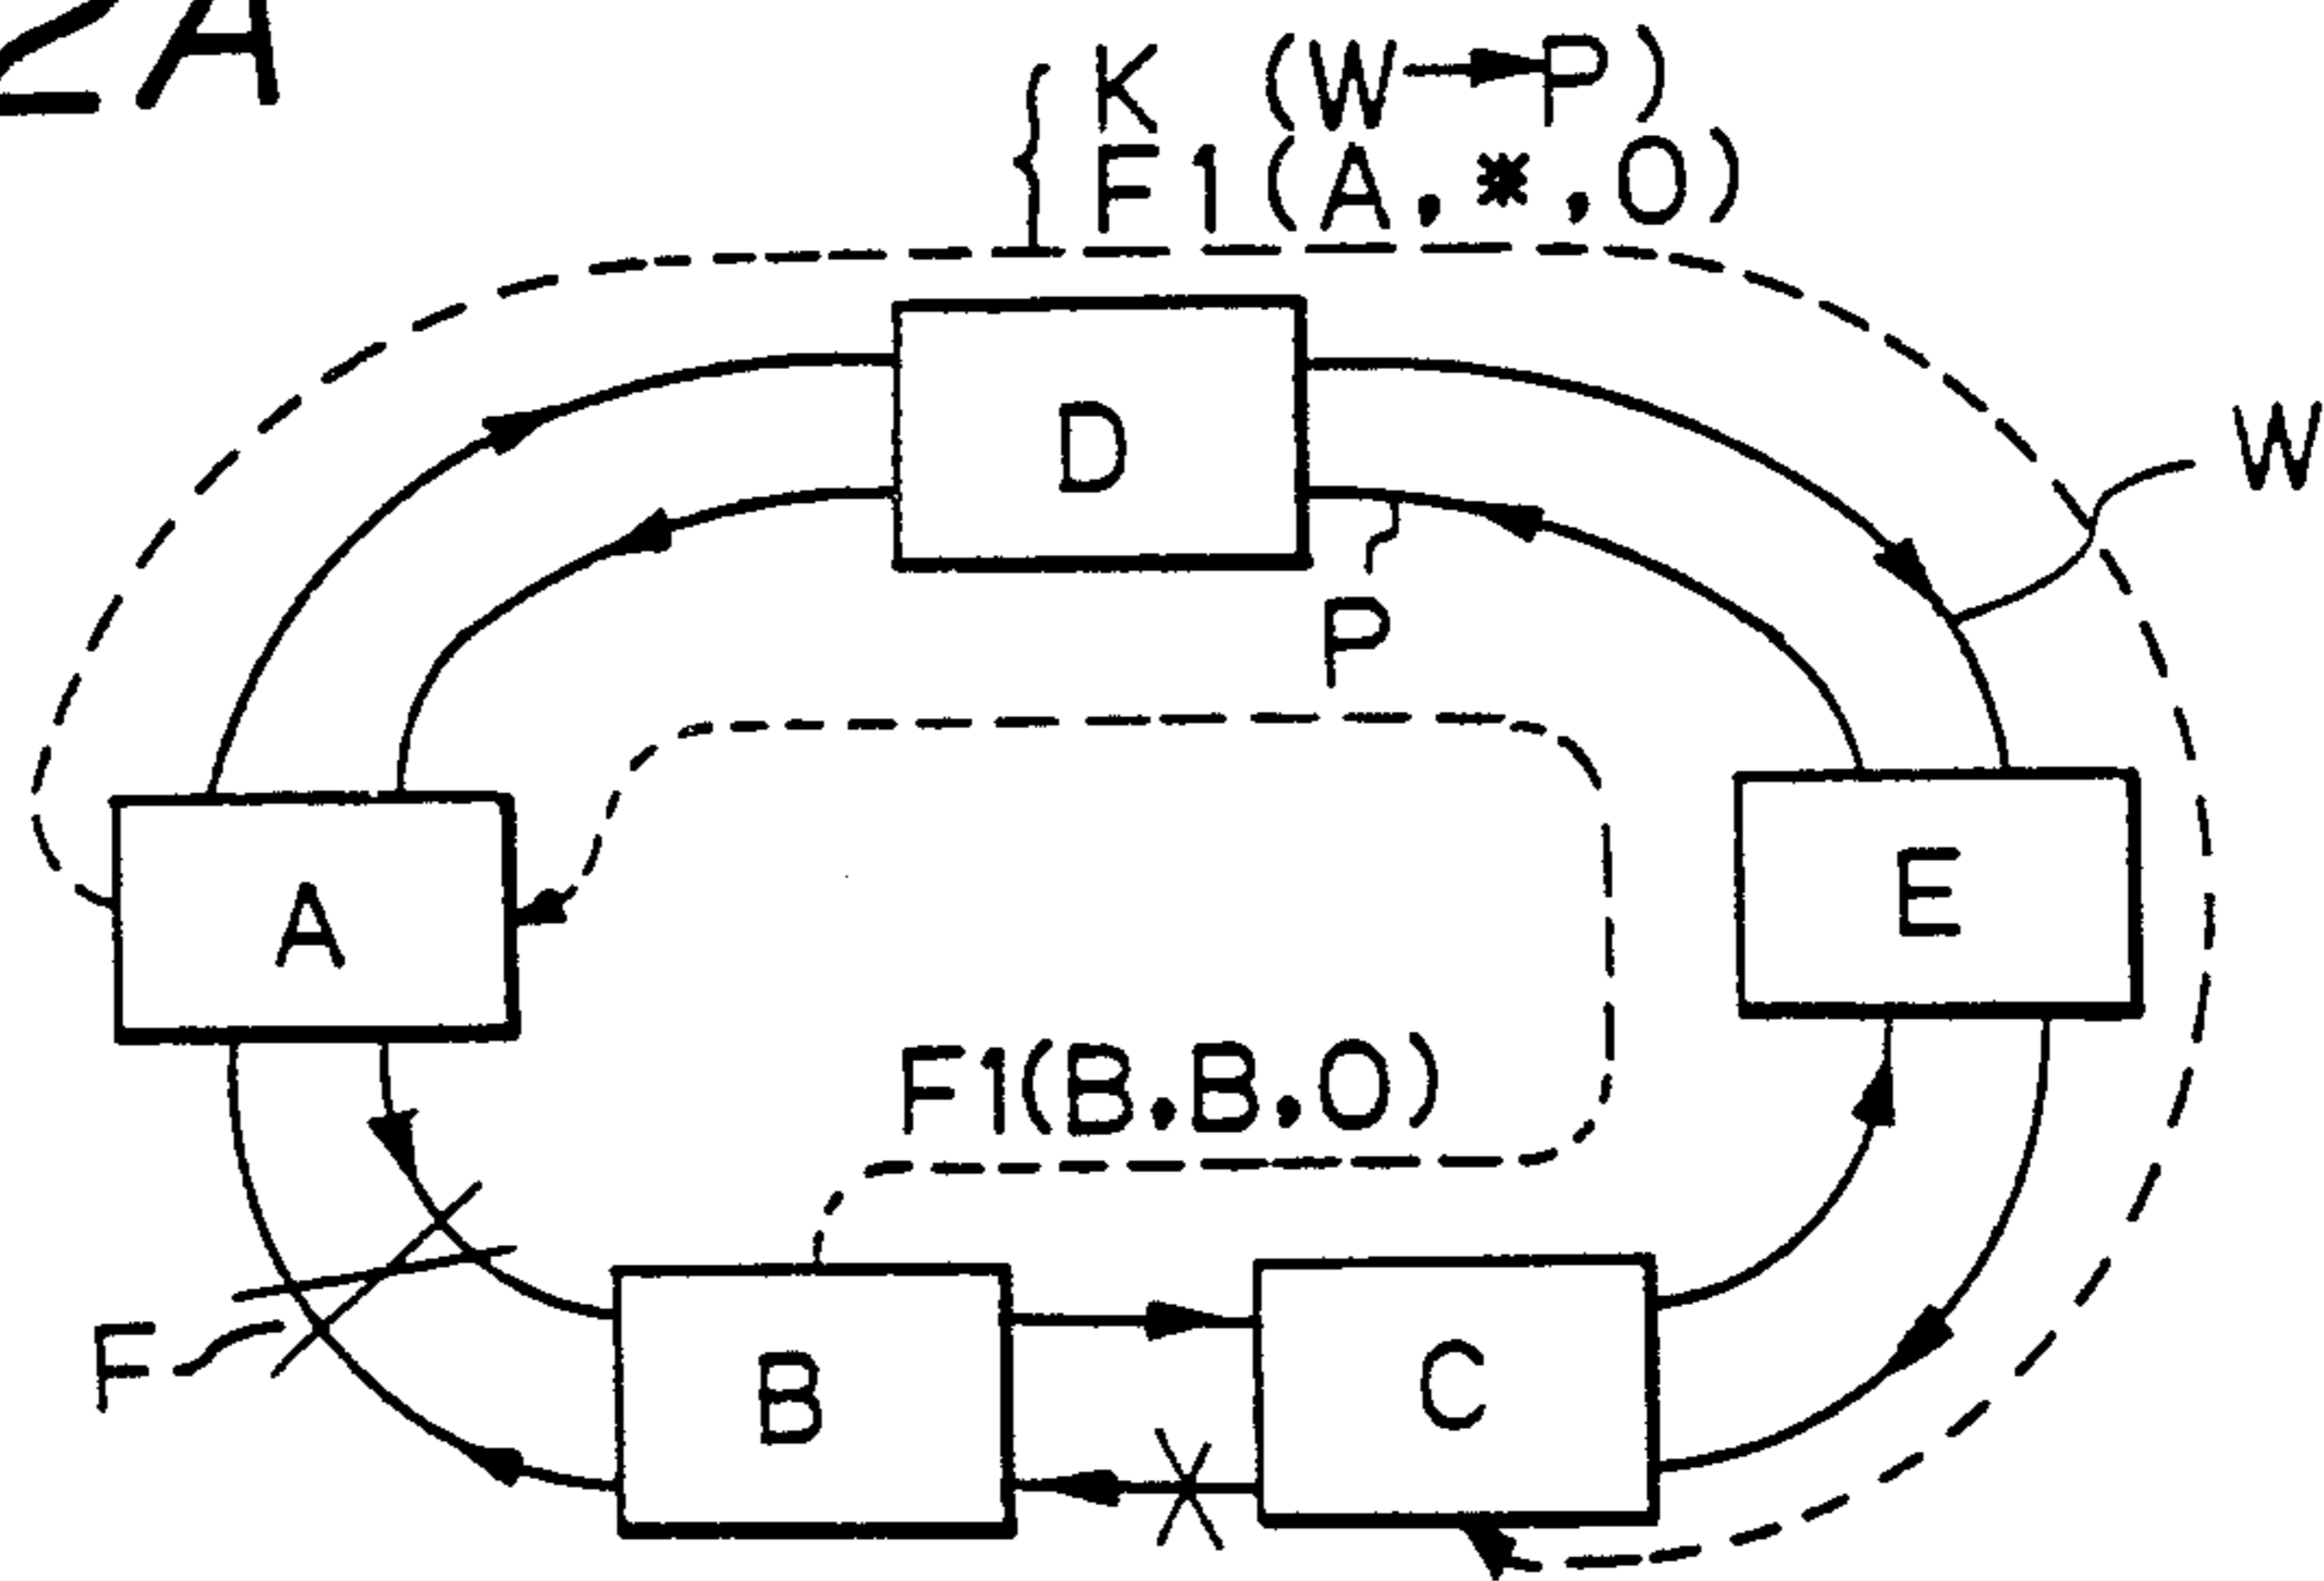 2A
K (W→P)
F1(A,*,0)
D
W
P
A
E
F1(B,B,0)
F
B
C